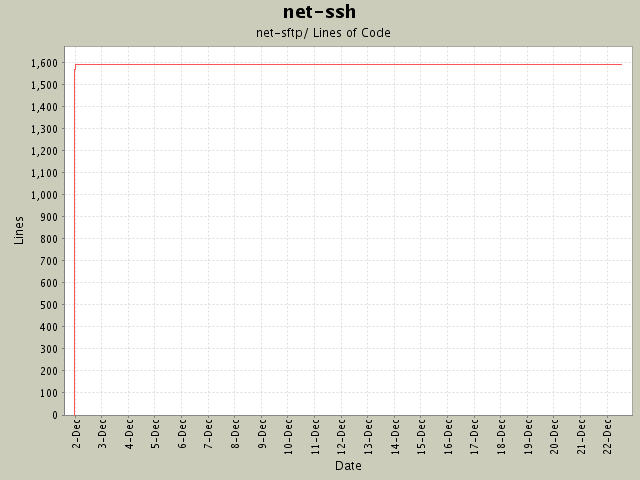 net-ssh
net-sftp/ Lines of Code
1,600
1,500
1,400
1,300
1,200
1,100
1,000
900
800
700
600
500
400
300
200
100
0
Lines
2-Dec
3-Dec
4-Dec
5-Dec
6-Dec
7-Dec
8-Dec
9-Dec
10-Dec
11-Dec
12-Dec
13-Dec
14-Dec
15-Dec
16-Dec
17-Dec
18-Dec
19-Dec
20-Dec
21-Dec
22-Dec
Date